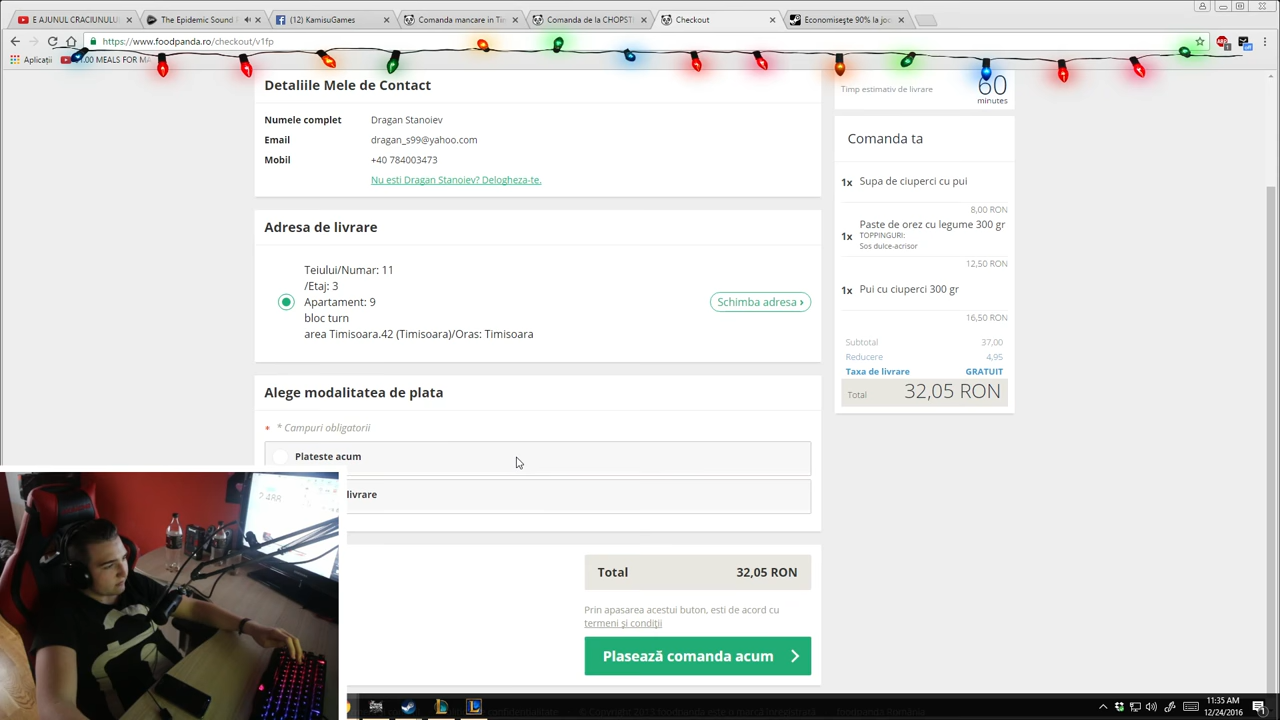 E AJUNUL CRACIUNULU
The Epidemic Sound
(12) KamisuGames
Comanda mancare in Tim
Comanda de la CHOPST
Checkout
Economiseşte 90% la joc
https://www.foodpanda.ro/checkout/v1fp
Aplicații
1.00 MEALS FOR MA
Detaliile Mele de Contact
Numele complet Dragan Stanoiev
Email dragan_s99@yahoo.com
Mobil +40 784003473
Nu esti Dragan Stanoiev? Delogheza-te.
Adresa de livrare
Teiului/Numar: 11
/Etaj: 3
Apartament: 9
bloc turn
area Timisoara.42 (Timisoara)/Oras: Timisoara
Schimba adresa ›
Alege modalitatea de plata
* * Campuri obligatorii
Plateste acum
livrare
Total 32,05 RON
Prin apasarea acestui buton, esti de acord cu
termeni şi condiţii
Plasează comanda acum
Timp estimativ de livrare
60
minutes
Comanda ta
1x Supa de ciuperci cu pui
8,00 RON
1x Paste de orez cu legume 300 gr
TOPPINGURI:
Sos dulce-acrisor
12,50 RON
1x Pui cu ciuperci 300 gr
16,50 RON
Subtotal 37,00
Reducere 4,95
Taxa de livrare GRATUIT
Total 32,05 RON
11:35 AM
12/24/2016